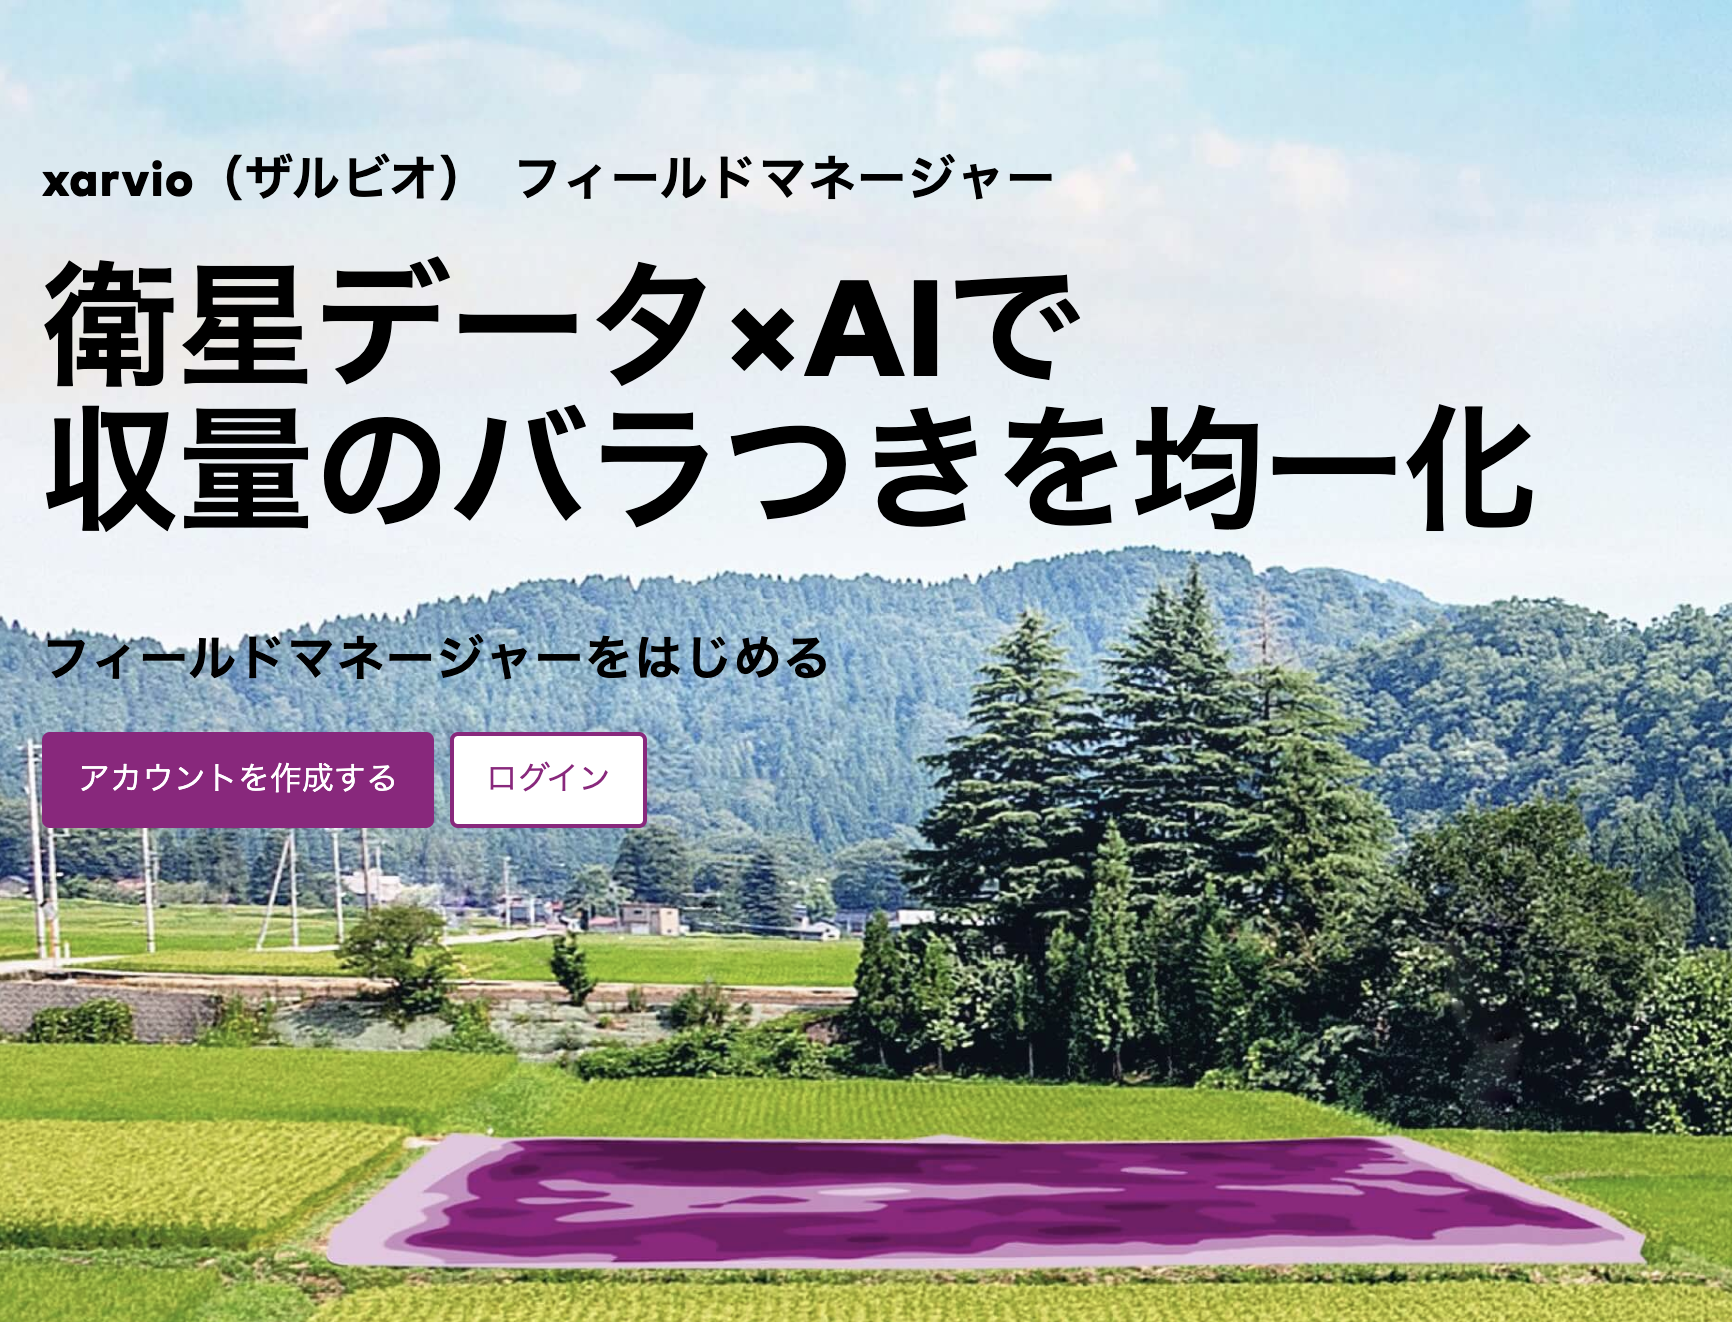 xarvio（ザルビオ） フィールドマネージャー
衛星データ×AIで
収量のバラつきを均一化
フィールドマネージャーをはじめる
アカウントを作成する
ログイン